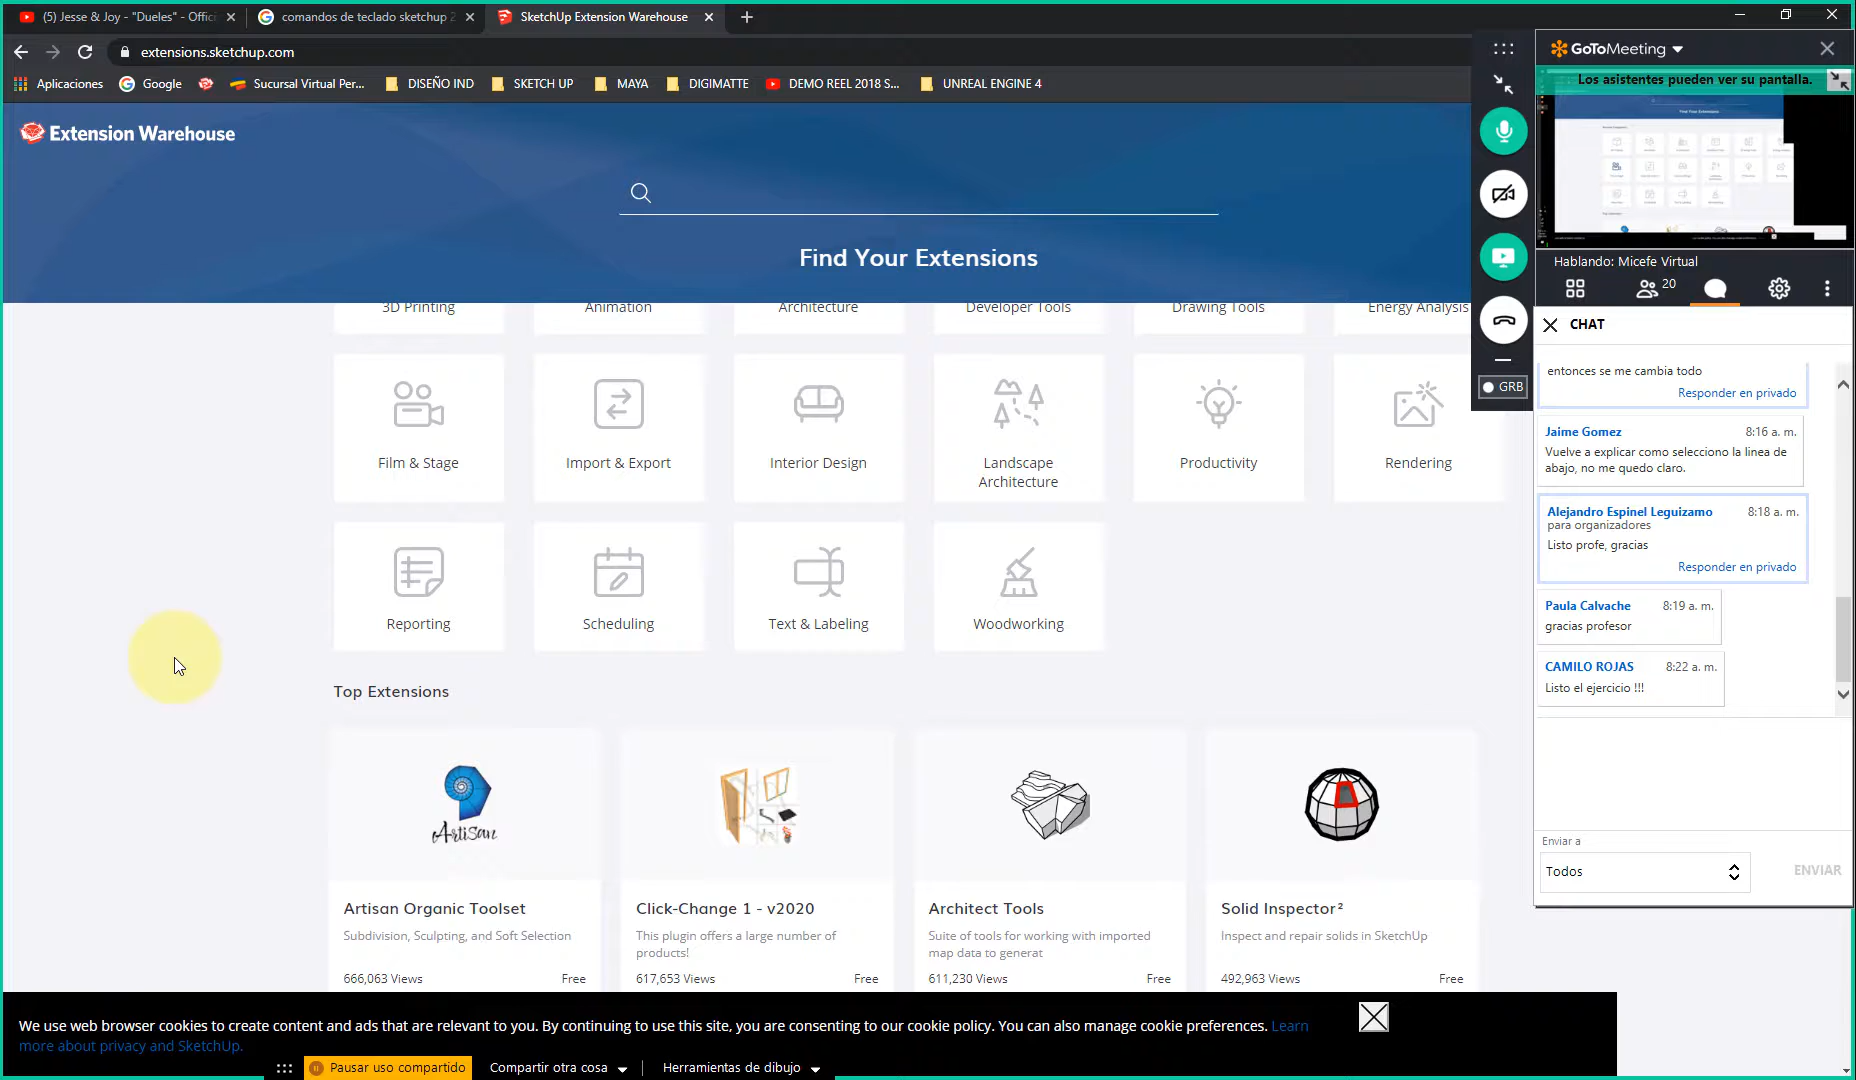 (5) Jesse & Joy - "Dueles" - Offici
comandos de teclado sketchup 2
SketchUp Extension Warehouse
extensions.sketchup.com
Aplicaciones
Google
Sucursal Virtual Per...
DISEÑO IND
SKETCH UP
MAYA
DIGIMATTE
DEMO REEL 2018 S...
UNREAL ENGINE 4
Extension Warehouse
Find Your Extensions
3D Printing
Animation
Architecture
Developer Tools
Drawing Tools
Energy Analysis
Film & Stage
Import & Export
Interior Design
Landscape
Architecture
Productivity
Rendering
Reporting
Scheduling
Text & Labeling
Woodworking
Top Extensions
Artisan
Artisan Organic Toolset
Subdivision, Sculpting, and Soft Selection
666,063 Views
Free
Click-Change 1 - v2020
This plugin offers a large number of
products!
617,653 Views
Free
Architect Tools
Suite of tools for working with imported
map data to generat
611,230 Views
Free
Solid Inspector²
Inspect and repair solids in SketchUp
492,963 Views
Free
We use web browser cookies to create content and ads that are relevant to you. By continuing to use this site, you are consenting to our cookie policy. You can also manage cookie preferences. Learn
more about privacy and SketchUp.
Pausar uso compartido
Compartir otra cosa
Herramientas de dibujo
GRB
GoToMeeting
Los asistentes pueden ver su pantalla.
Hablando: Micefe Virtual
20
CHAT
entonces se me cambia todo
Responder en privado
Jaime Gomez 8:16 a. m.
Vuelve a explicar como selecciono la linea de
abajo, no me quedo claro.
Alejandro Espinel Leguizamo 8:18 a. m.
para organizadores
Listo profe, gracias
Responder en privado
Paula Calvache 8:19 a. m.
gracias profesor
CAMILO ROJAS 8:22 a. m.
Listo el ejercicio !!!
Enviar a
Todos
ENVIAR